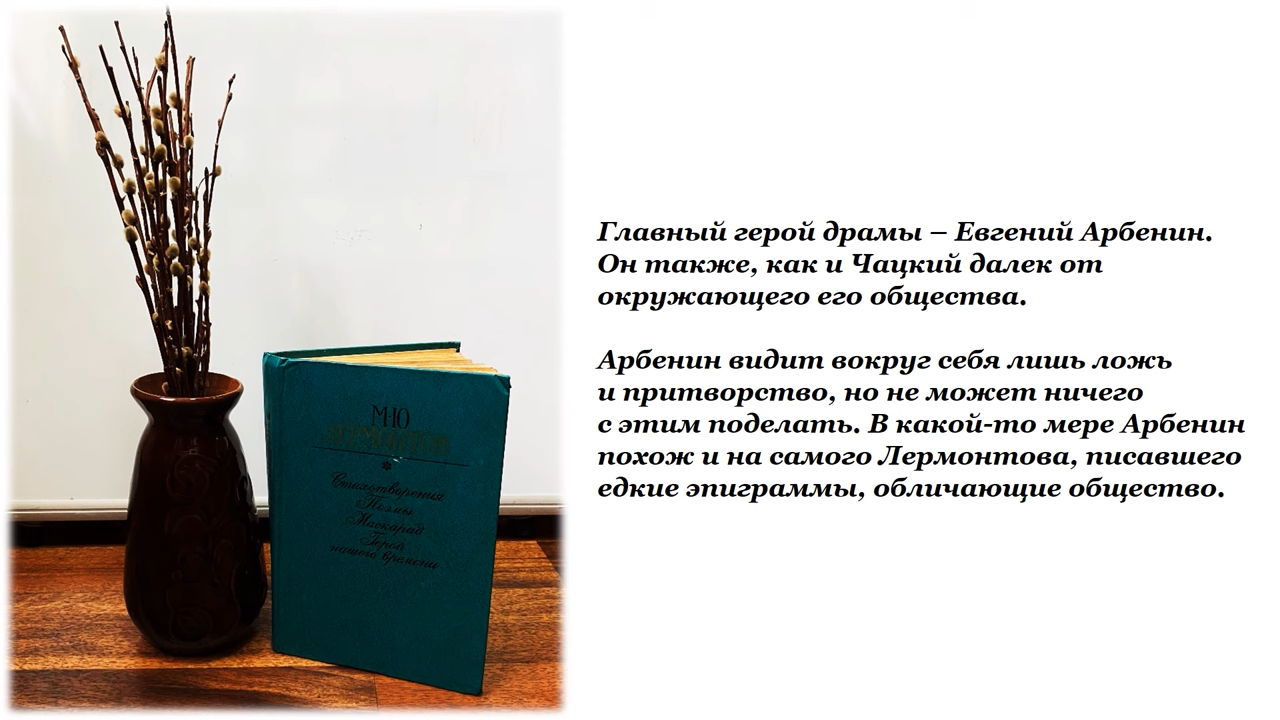 М·Ю
ЛЕРМОНТОВ
Стихотворения
Поэмы
Маскарад
Герой
нашего времени
Главный герой драмы – Евгений Арбенин.
Он также, как и Чацкий далек от
окружающего его общества.
Арбенин видит вокруг себя лишь ложь
и притворство, но не может ничего
с этим поделать. В какой-то мере Арбенин
похож и на самого Лермонтова, писавшего
едкие эпиграммы, обличающие общество.